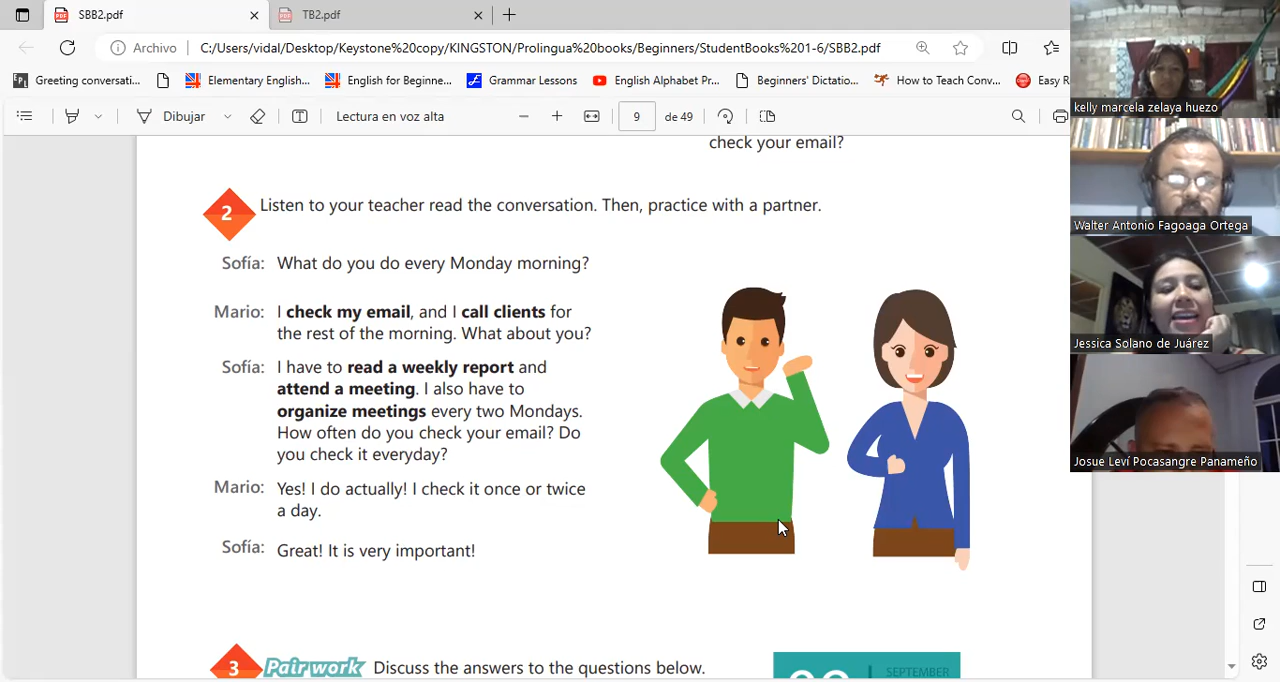 SBB2.pdf
TB2.pdf
Archivo
C:/Users/vidal/Desktop/Keystone%20copy/KINGSTON/Prolingua%20books/Beginners/StudentBooks%201-6/SBB2.pdf
Greeting conversati...
Elementary English...
English for Beginne...
Grammar Lessons
English Alphabet Pr...
Beginners' Dictatio...
How to Teach Conv...
Easy R
Dibujar
Lectura en voz alta
9
de 49
check your email?
2
Listen to your teacher read the conversation. Then, practice with a partner.
Sofía: What do you do every Monday morning?
Mario: I check my email, and I call clients for
the rest of the morning. What about you?
Sofía: I have to read a weekly report and
attend a meeting. I also have to
organize meetings every two Mondays.
How often do you check your email? Do
you check it everyday?
Mario: Yes! I do actually! I check it once or twice
a day.
Sofía: Great! It is very important!
3
Pair work Discuss the answers to the questions below.
SEPTEMBER
kelly marcela zelaya huezo
Walter Antonio Fagoaga Ortega
Jessica Solano de Juárez
Josue Leví Pocasangre Panameño